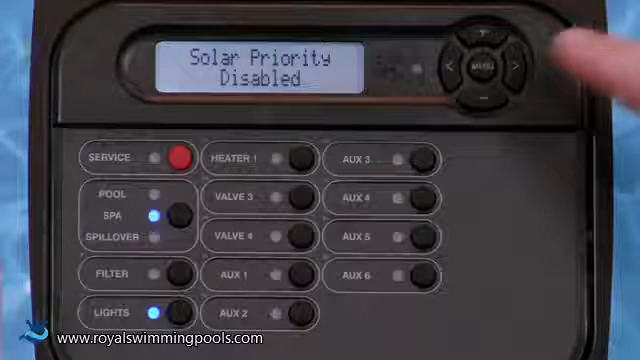 Solar Priority
Disabled
+
< MENU >
-
SERVICE
HEATER 1
AUX 3
POOL
SPA
SPILLOVER
VALVE 3
AUX 4
VALVE 4
AUX 5
FILTER
AUX 1
AUX 6
LIGHTS
AUX 2
www.royalswimmingpools.com